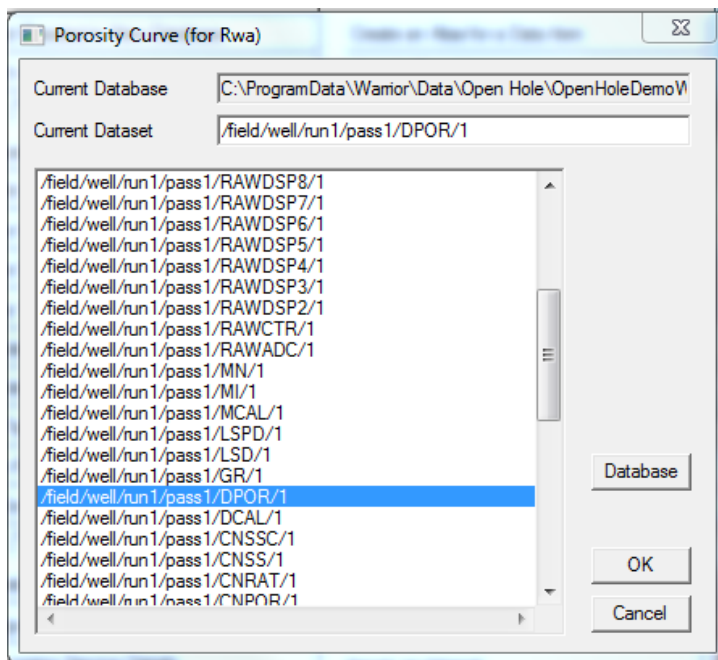 Porosity Curve (for Rwa)
Current Database
C:\ProgramData\Warrior\Data\Open Hole\OpenHoleDemoW
Current Dataset
/field/well/run1/pass1/DPOR/1
/field/well/run1/pass1/RAWDSP8/1
/field/well/run1/pass1/RAWDSP7/1
/field/well/run1/pass1/RAWDSP6/1
/field/well/run1/pass1/RAWDSP5/1
/field/well/run1/pass1/RAWDSP4/1
/field/well/run1/pass1/RAWDSP3/1
/field/well/run1/pass1/RAWDSP2/1
/field/well/run1/pass1/RAWCTR/1
/field/well/run1/pass1/RAWADC/1
/field/well/run1/pass1/MN/1
/field/well/run1/pass1/MI/1
/field/well/run1/pass1/MCAL/1
/field/well/run1/pass1/LSPD/1
/field/well/run1/pass1/LSD/1
/field/well/run1/pass1/GR/1
/field/well/run1/pass1/DPOR/1
/field/well/run1/pass1/DCAL/1
/field/well/run1/pass1/CNSSC/1
/field/well/run1/pass1/CNSS/1
/field/well/run1/pass1/CNRAT/1
/field/well/run1/pass1/CNPOR/1
Database
OK
Cancel